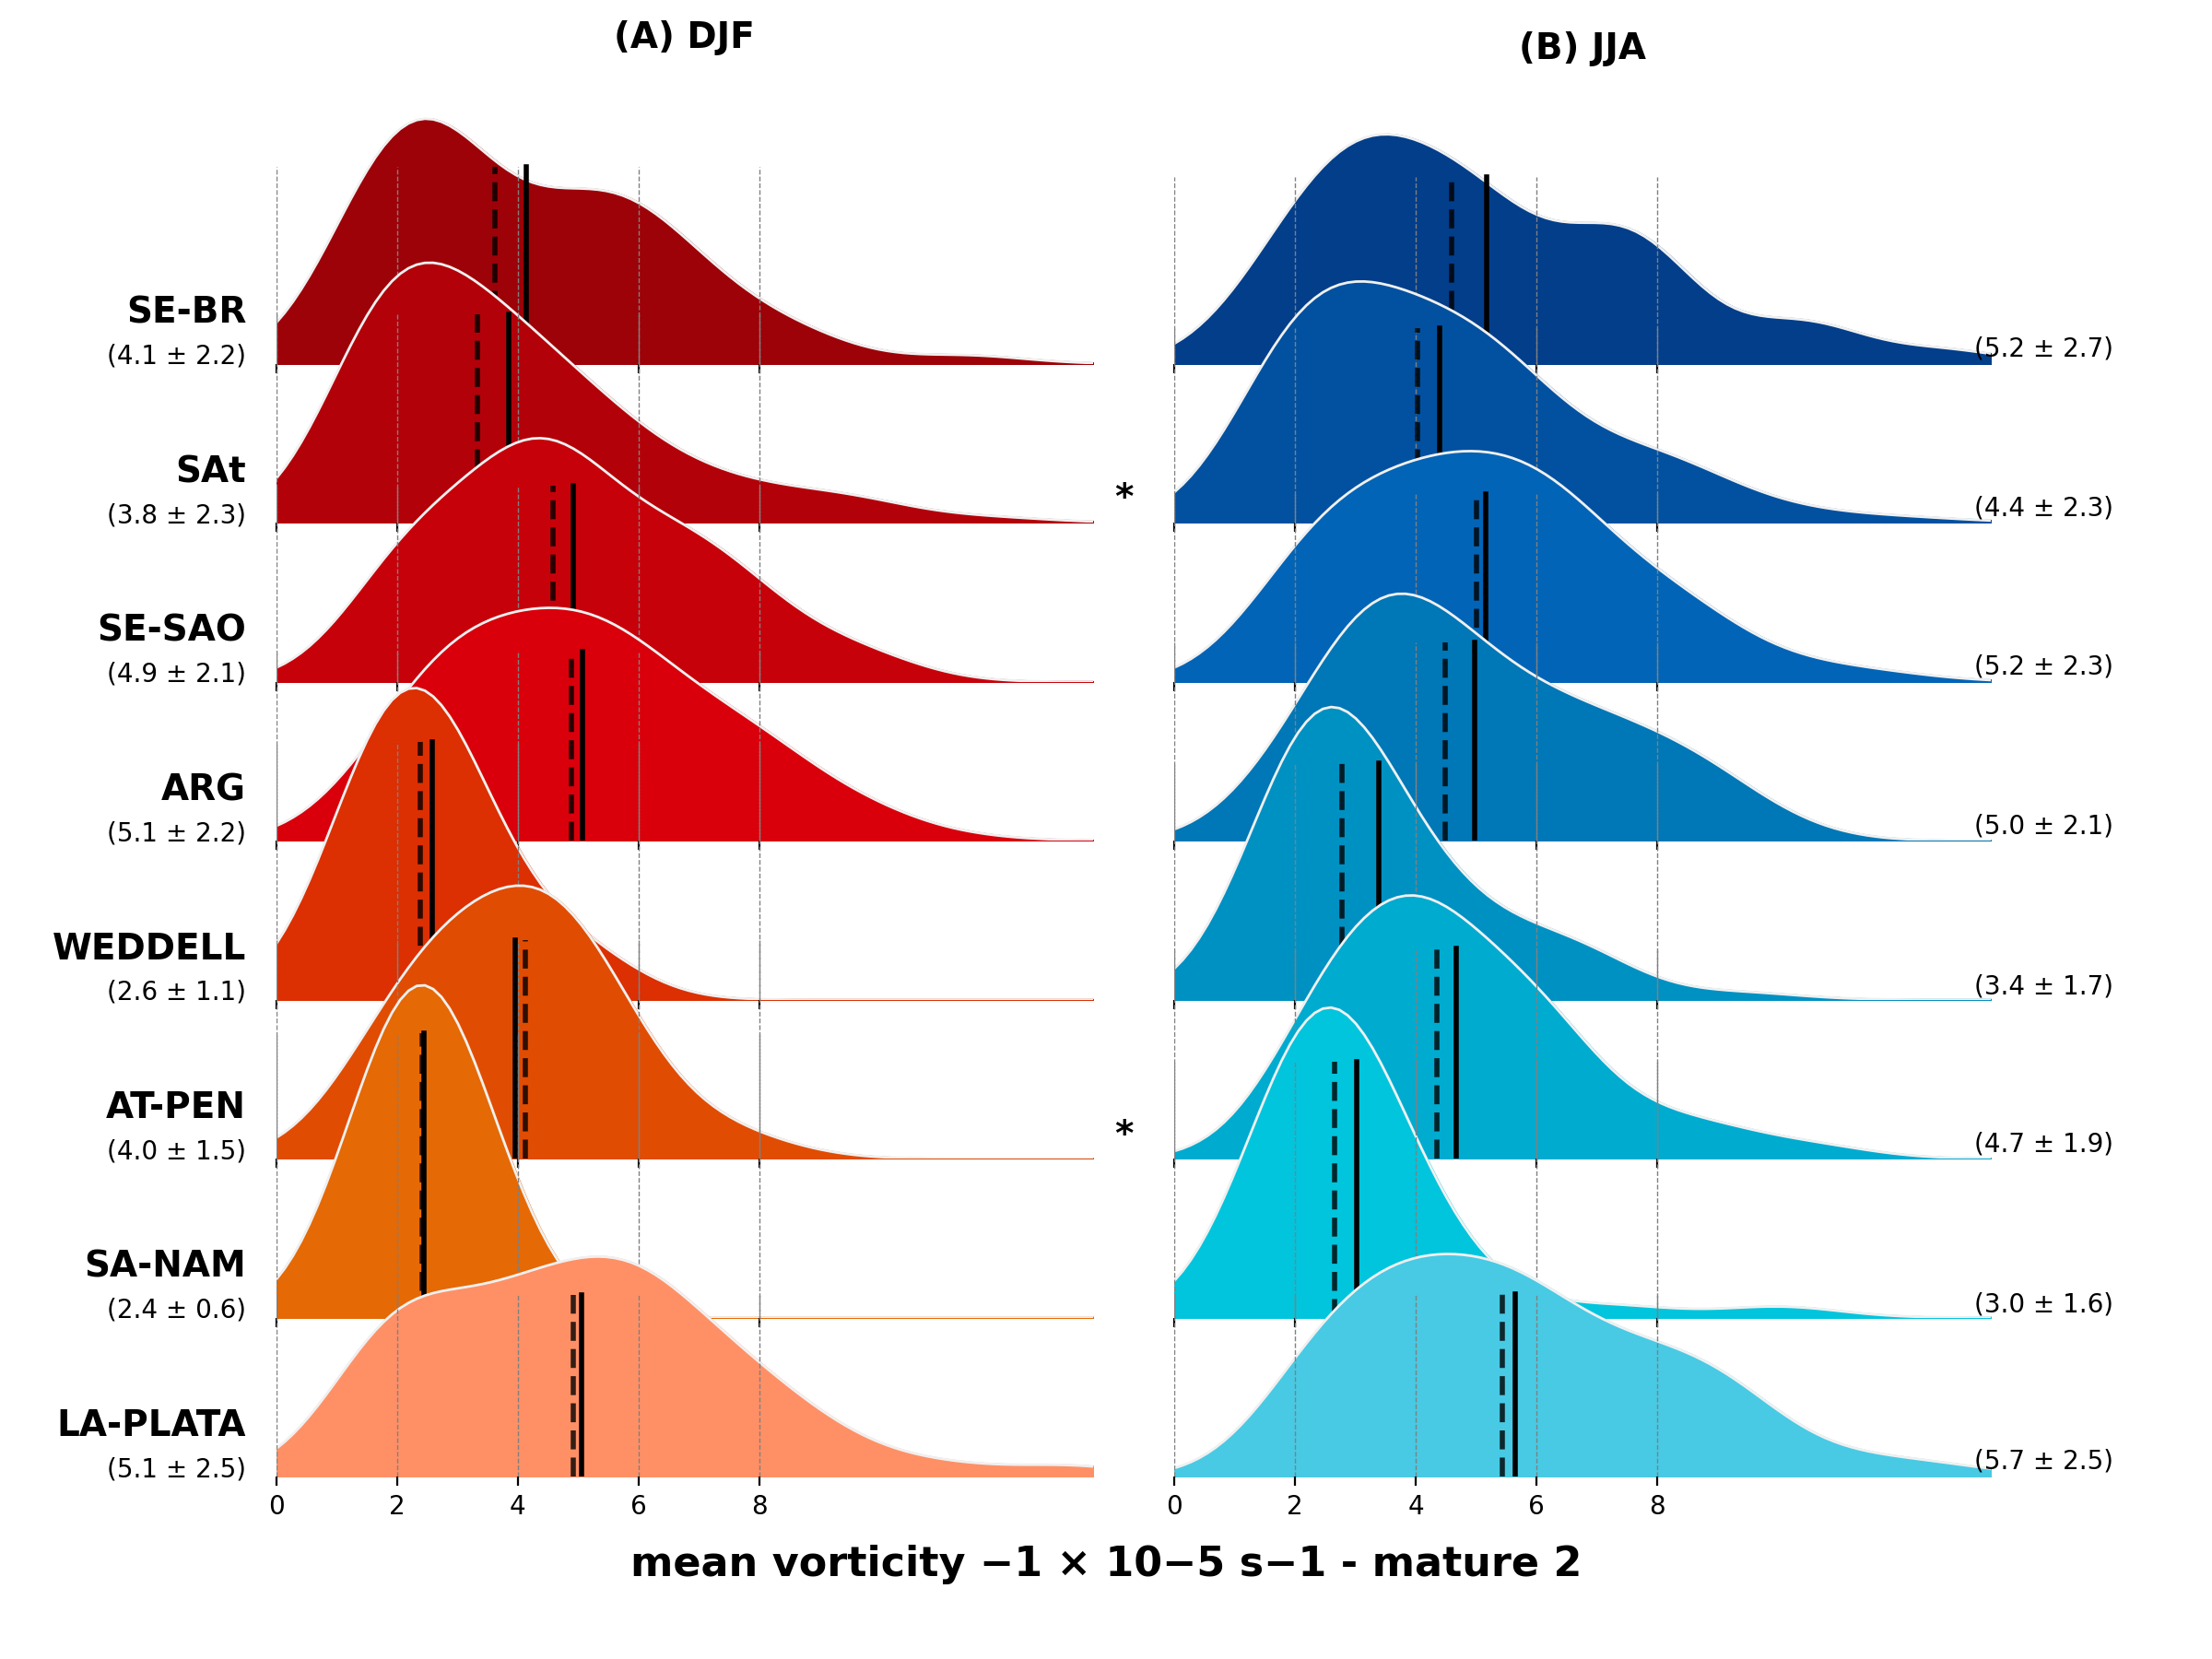 (A) DJF
(B) JJA
SE-BR
(4.1 ± 2.2)
(5.2 ± 2.7)
SAt
(3.8 ± 2.3)
*
(4.4 ± 2.3)
SE-SAO
(4.9 ± 2.1)
(5.2 ± 2.3)
ARG
(5.1 ± 2.2)
(5.0 ± 2.1)
WEDDELL
(2.6 ± 1.1)
(3.4 ± 1.7)
AT-PEN
(4.0 ± 1.5)
*
(4.7 ± 1.9)
SA-NAM
(2.4 ± 0.6)
(3.0 ± 1.6)
LA-PLATA
(5.1 ± 2.5)
(5.7 ± 2.5)
0 2 4 6 8
0 2 4 6 8
mean vorticity −1 × 10−5 s−1 - mature 2